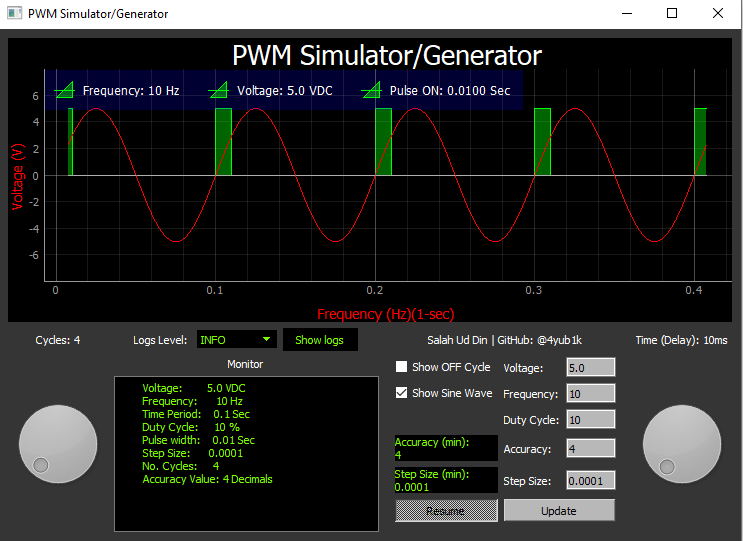 PWM Simulator/Generator
PWM Simulator/Generator
Frequency: 10 Hz Voltage: 5.0 VDC Pulse ON: 0.0100 Sec
6
4
2
0
-2
-4
-6
Voltage (V)
0 0.1 0.2 0.3 0.4
Frequency (Hz)(1-sec)
Cycles: 4 Logs Level: INFO Show logs Salah Ud Din | GitHub: @4yub1k Time (Delay): 10ms
Monitor
Voltage: 5.0 VDC
Frequency: 10 Hz
Time Period: 0.1 Sec
Duty Cycle: 10 %
Pulse width: 0.01 Sec
Step Size: 0.0001
No. Cycles: 4
Accuracy Value: 4 Decimals
Show OFF Cycle Voltage: 5.0
Show Sine Wave Frequency: 10
Duty Cycle: 10
Accuracy (min):
4
Accuracy: 4
Step Size (min):
0.0001
Step Size: 0.0001
Resume Update